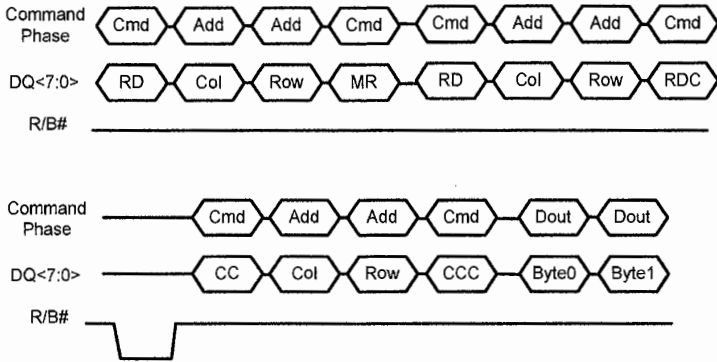 Command Phase Cmd Add Add Cmd Cmd Add Add Cmd
DQ<7:0> RD Col Row MR RD Col Row RDC
R/B#
Command Phase Cmd Add Add Cmd Dout Dout
DQ<7:0> CC Col Row CCC Byte0 Byte1
R/B#